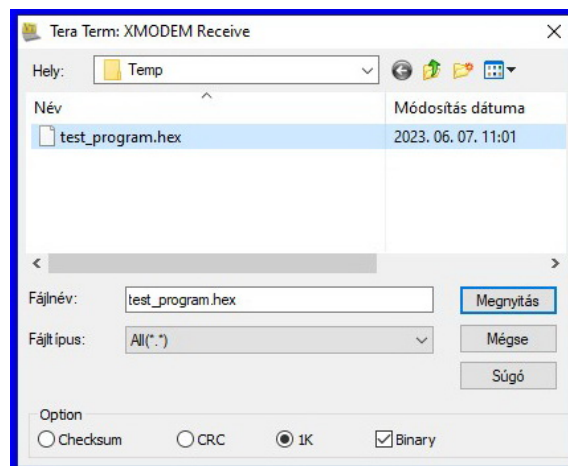 Tera Term: XMODEM Receive
Hely: Temp
Név Módosítás dátuma
test_program.hex 2023. 06. 07. 11:01
Fájlnév: test_program.hex Megnyitás
Fájltípus: All(*.*) Mégse
Súgó
Option
Checksum CRC 1K Binary